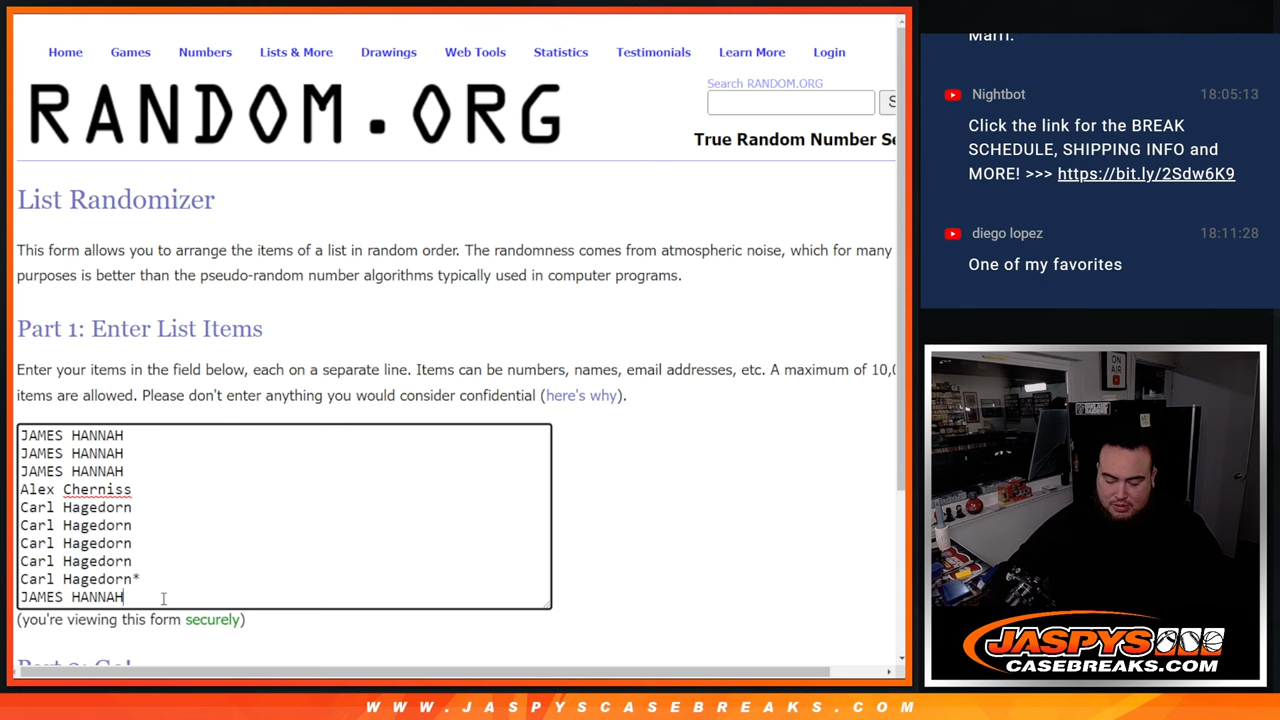 Home Games Numbers Lists & More Drawings Web Tools Statistics Testimonials Learn More Login
RANDOM.ORG
Search RANDOM.ORG
True Random Number Se
List Randomizer
This form allows you to arrange the items of a list in random order. The randomness comes from atmospheric noise, which for many
purposes is better than the pseudo-random number algorithms typically used in computer programs.
Part 1: Enter List Items
Enter your items in the field below, each on a separate line. Items can be numbers, names, email addresses, etc. A maximum of 10,0
items are allowed. Please don't enter anything you would consider confidential (here's why).
JAMES HANNAH
JAMES HANNAH
JAMES HANNAH
Alex Cherniss
Carl Hagedorn
Carl Hagedorn
Carl Hagedorn
Carl Hagedorn
Carl Hagedorn*
JAMES HANNAH
(you're viewing this form securely)
Part 2: Go!
Nightbot 18:05:13
Click the link for the BREAK
SCHEDULE, SHIPPING INFO and
MORE! >>> https://bit.ly/2Sdw6K9
diego lopez 18:11:28
One of my favorites
ON
AIR
JASPYS
CASEBREAKS.COM
WWW.JASPYSCASEBREAKS.COM